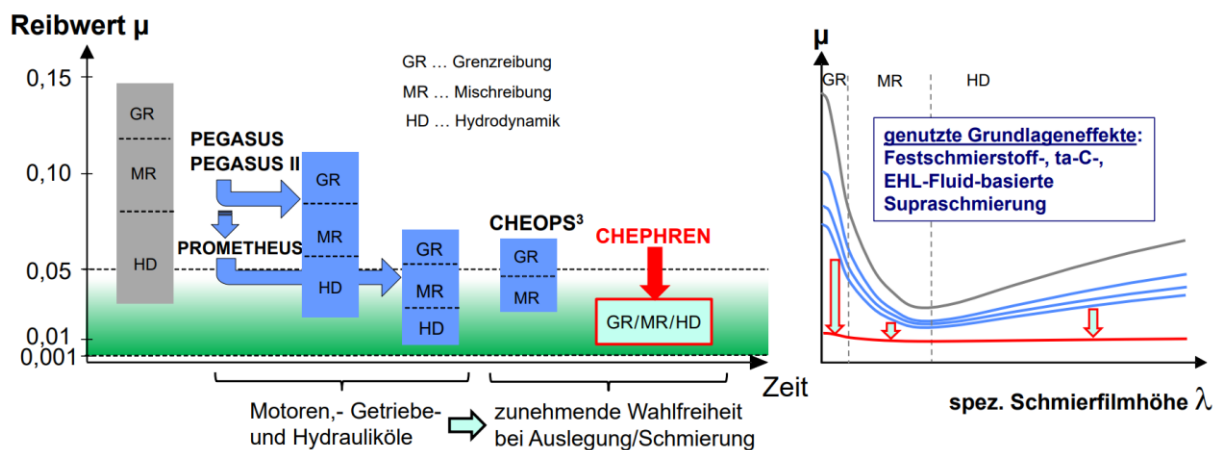 Reibwert µ
0,15
0,10
0,05
0,01
0,001
GR
MR
HD
PEGASUS
PEGASUS II
PROMETHEUS
GR
MR
HD
GR
MR
HD
GR ... Grenzreibung
MR ... Mischreibung
HD ... Hydrodynamik
CHEOPS³
GR
MR
CHEPHREN
GR/MR/HD
Zeit
Motoren,- Getriebe-
und Hydrauliköle
zunehmende Wahlfreiheit
bei Auslegung/Schmierung
µ
GR
MR
HD
genutzte Grundlageneffekte:
Festschmierstoff-, ta-C-,
EHL-Fluid-basierte
Supraschmierung
spez. Schmierfilmhöhe λ